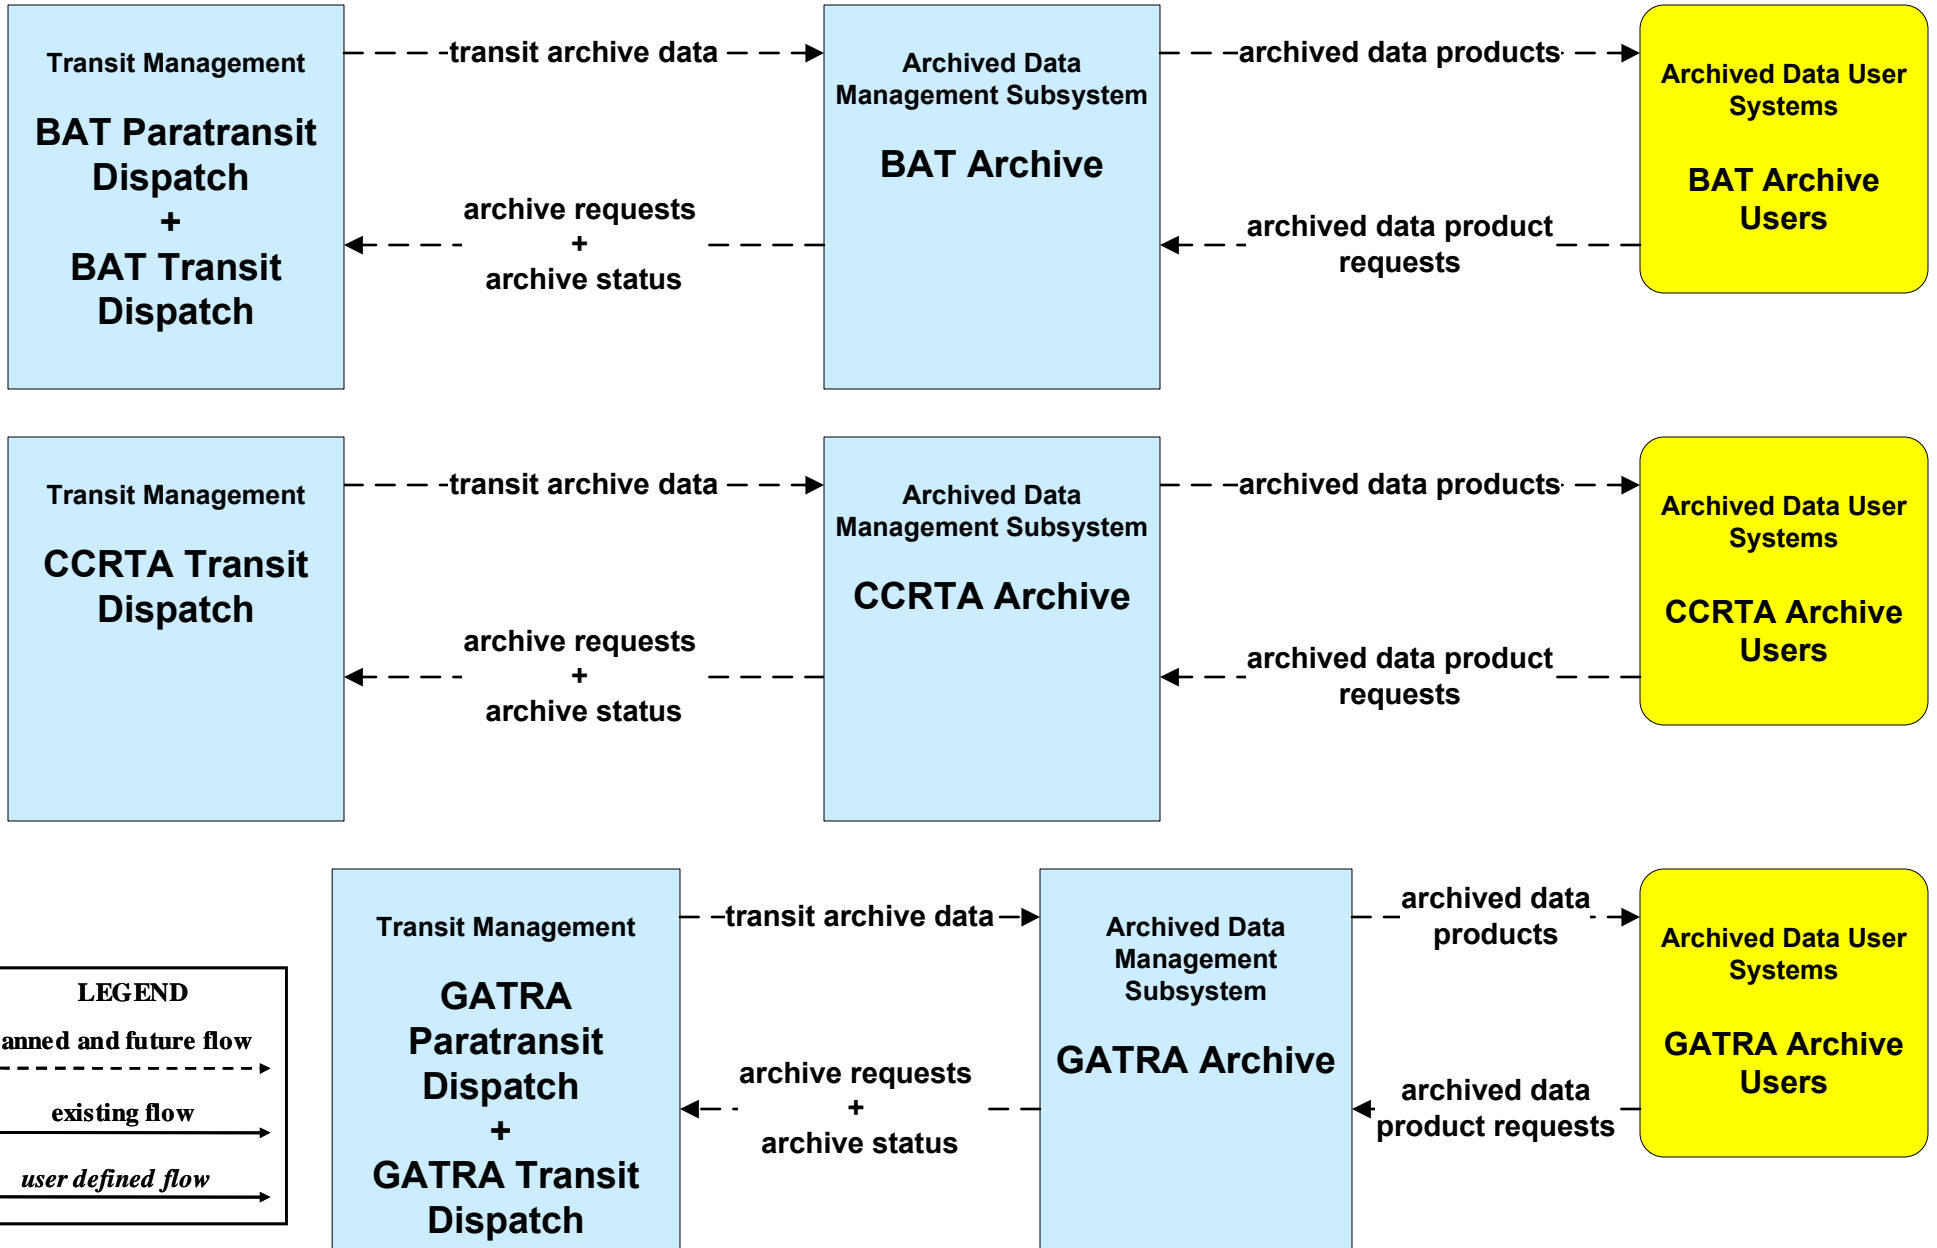 Transit Management
BAT Paratransit
Dispatch
+
BAT Transit
Dispatch
transit archive data
archive requests
+
archive status
Archived Data
Management Subsystem
BAT Archive
archived data products
archived data product
requests
Archived Data User
Systems
BAT Archive
Users
Transit Management
CCRTA Transit
Dispatch
transit archive data
archive requests
+
archive status
Archived Data
Management Subsystem
CCRTA Archive
archived data products
archived data product
requests
Archived Data User
Systems
CCRTA Archive
Users
LEGEND
anned and future flow
existing flow
user defined flow
Transit Management
GATRA
Paratransit
Dispatch
+
GATRA Transit
Dispatch
transit archive data
archive requests
+
archive status
Archived Data
Management
Subsystem
GATRA Archive
archived data
products
archived data
product requests
Archived Data User
Systems
GATRA Archive
Users